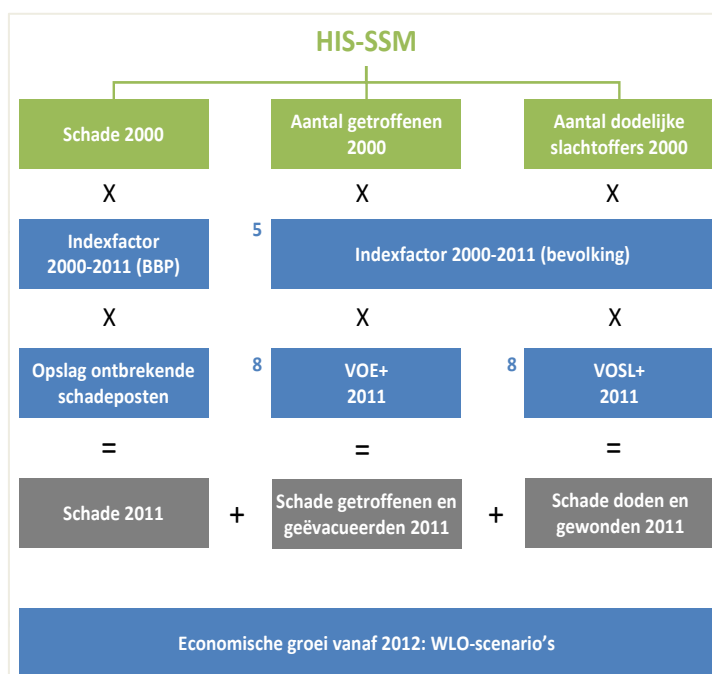 HIS-SSM
Schade 2000
Aantal getroffenen
2000
Aantal dodelijke
slachtoffers 2000
X
X
X
Indexfactor
2000-2011 (BBP)
5
Indexfactor 2000-2011 (bevolking)
X
X
X
Opslag ontbrekende
schadeposten
8
VOE+
2011
8
VOSL+
2011
=
=
=
Schade 2011
+
Schade getroffenen en
geëvacueerden 2011
+
Schade doden en
gewonden 2011
Economische groei vanaf 2012: WLO-scenario's